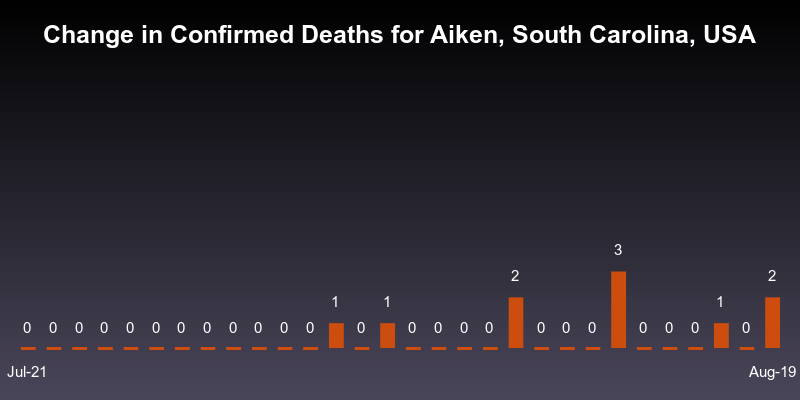 Change in Confirmed Deaths for Aiken, South Carolina, USA
3
2 2
1 1 1
0 0 0 0 0 0 0 0 0 0 0 0 0 0 0 0 0 0 0 0 0 0 0 0
Jul-21 Aug-19